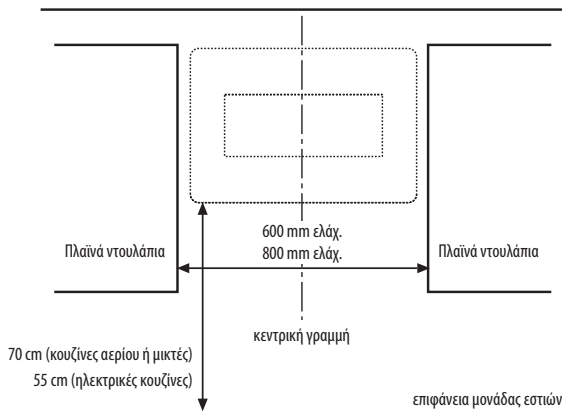 600 mm ελάχ.
800 mm ελάχ.
Πλαϊνά ντουλάπια
Πλαϊνά ντουλάπια
κεντρική γραμμή
70 cm (κουζίνες αερίου ή μικτές)
55 cm (ηλεκτρικές κουζίνες)
επιφάνεια μονάδας εστιών